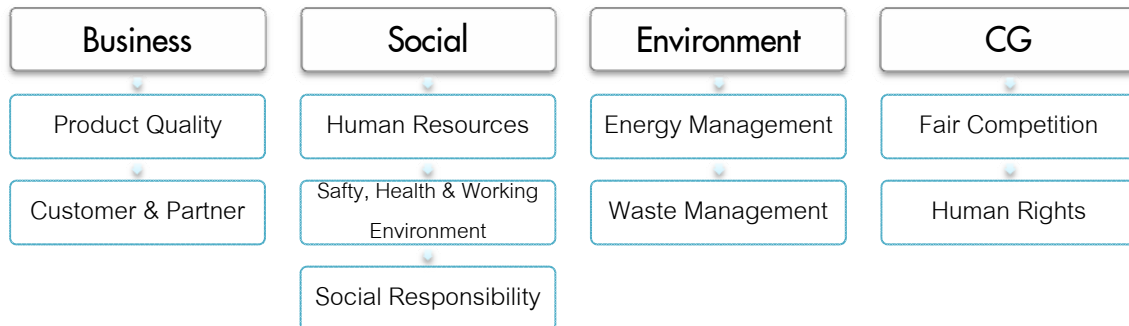 Business
Product Quality
Customer & Partner
Social
Human Resources
Safty, Health & Working
Environment
Social Responsibility
Environment
Energy Management
Waste Management
CG
Fair Competition
Human Rights